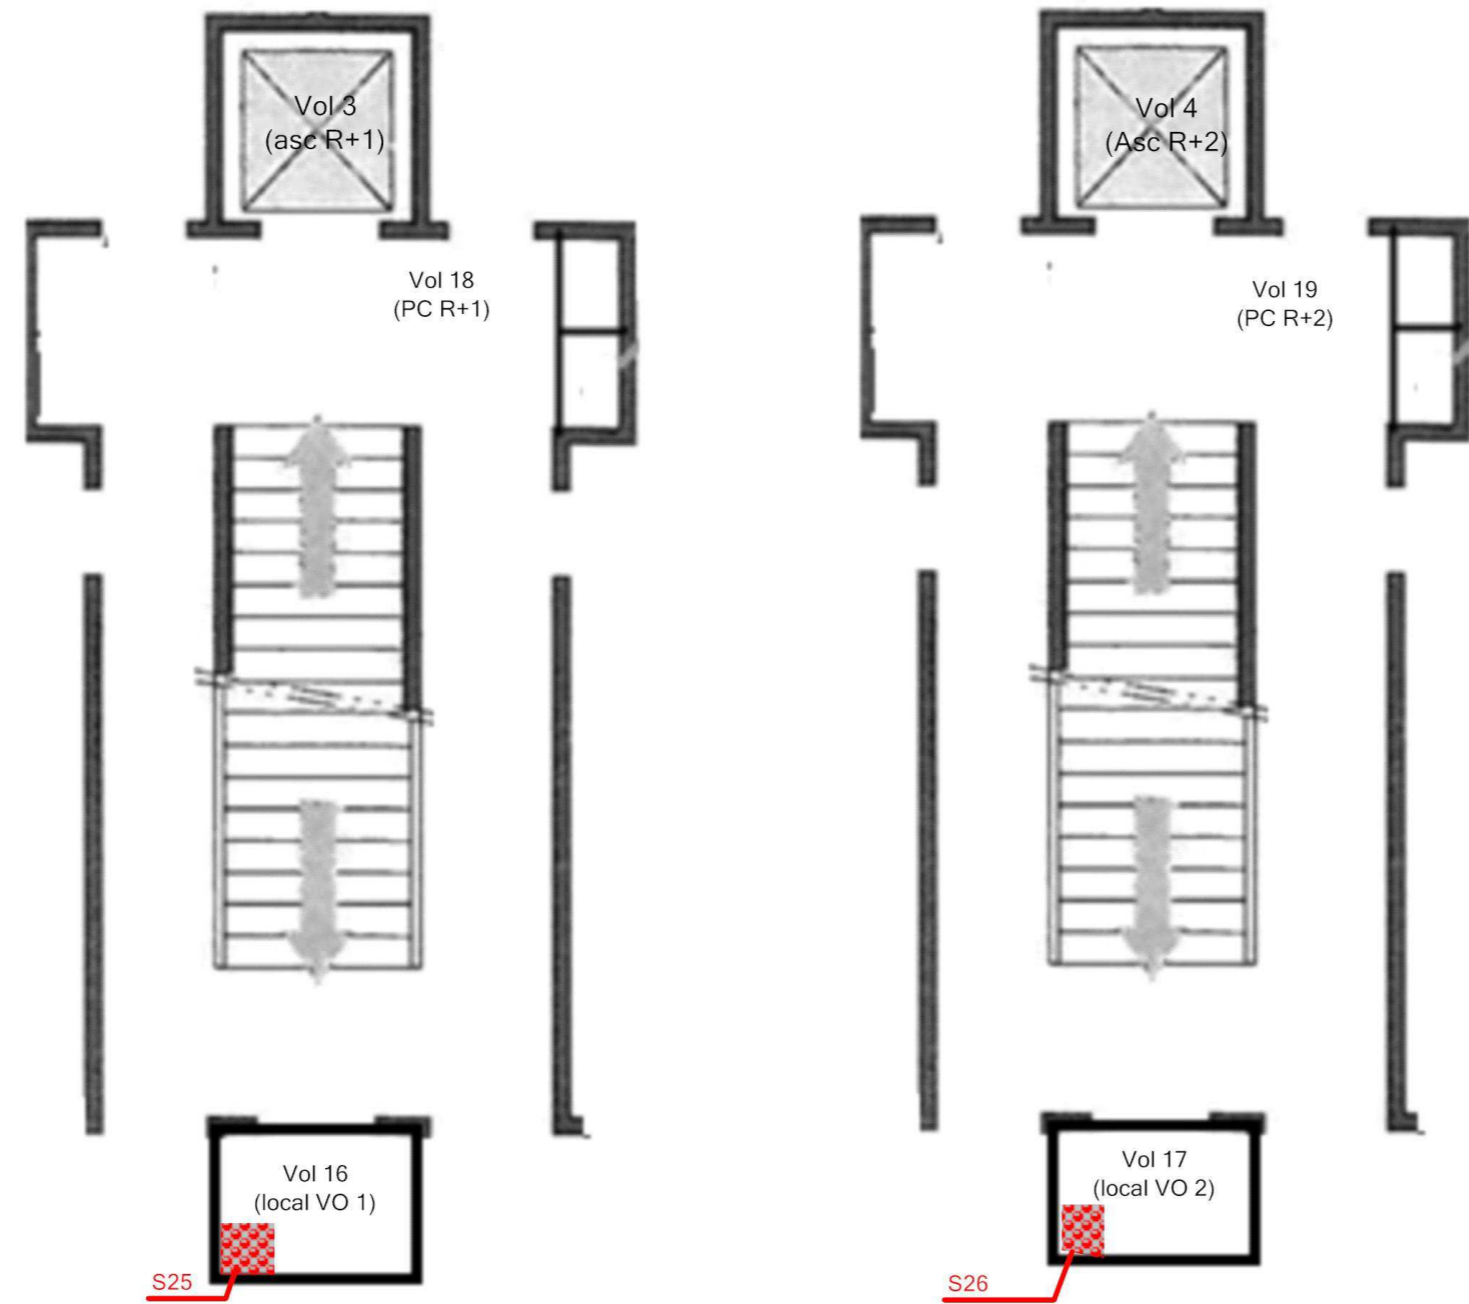 Vol 3
(asc R+1)
Vol 4
(Asc R+2)
Vol 18
(PC R+1)
Vol 19
(PC R+2)
Vol 16
(local VO 1)
Vol 17
(local VO 2)
S25
S26